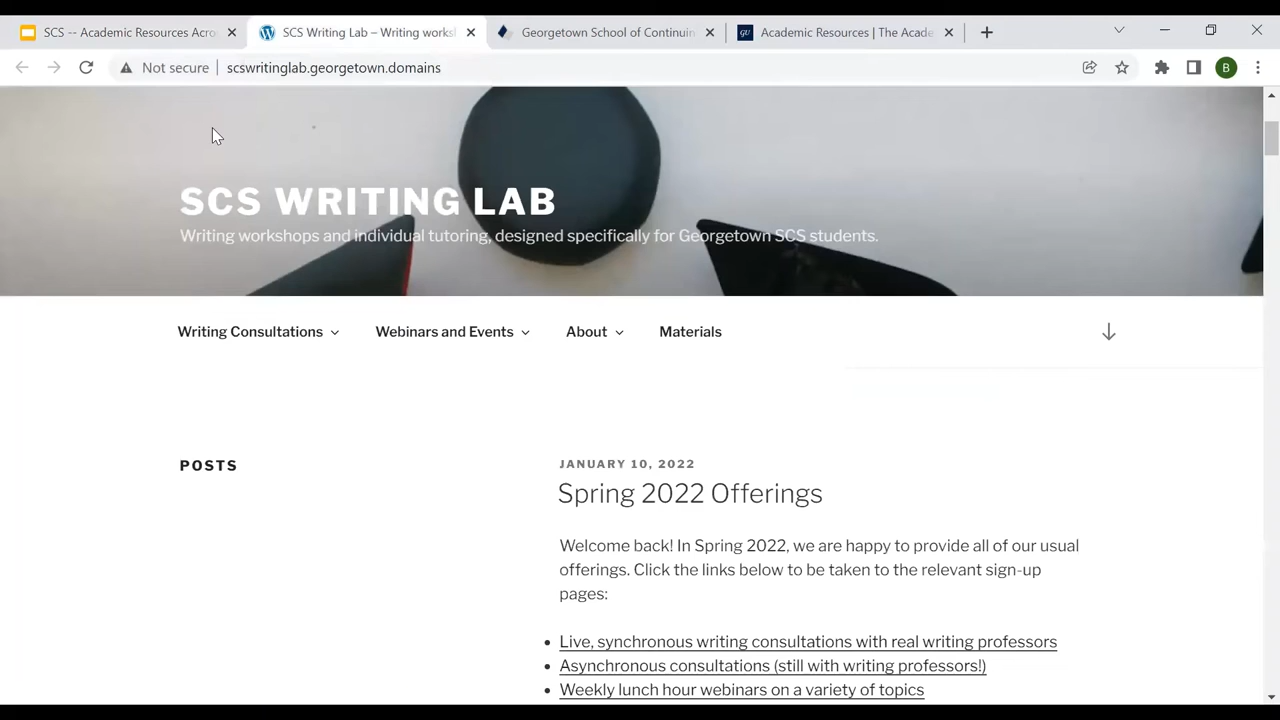 SCS -- Academic Resources Acro
SCS Writing Lab – Writing works
Georgetown School of Continuin
Academic Resources | The Acade
Not secure
scswritinglab.georgetown.domains
B
SCS WRITING LAB
Writing workshops and individual tutoring, designed specifically for Georgetown SCS students.
Writing Consultations
Webinars and Events
About
Materials
POSTS
JANUARY 10, 2022
Spring 2022 Offerings
Welcome back! In Spring 2022, we are happy to provide all of our usual
offerings. Click the links below to be taken to the relevant sign-up
pages:
Live, synchronous writing consultations with real writing professors
Asynchronous consultations (still with writing professors!)
Weekly lunch hour webinars on a variety of topics